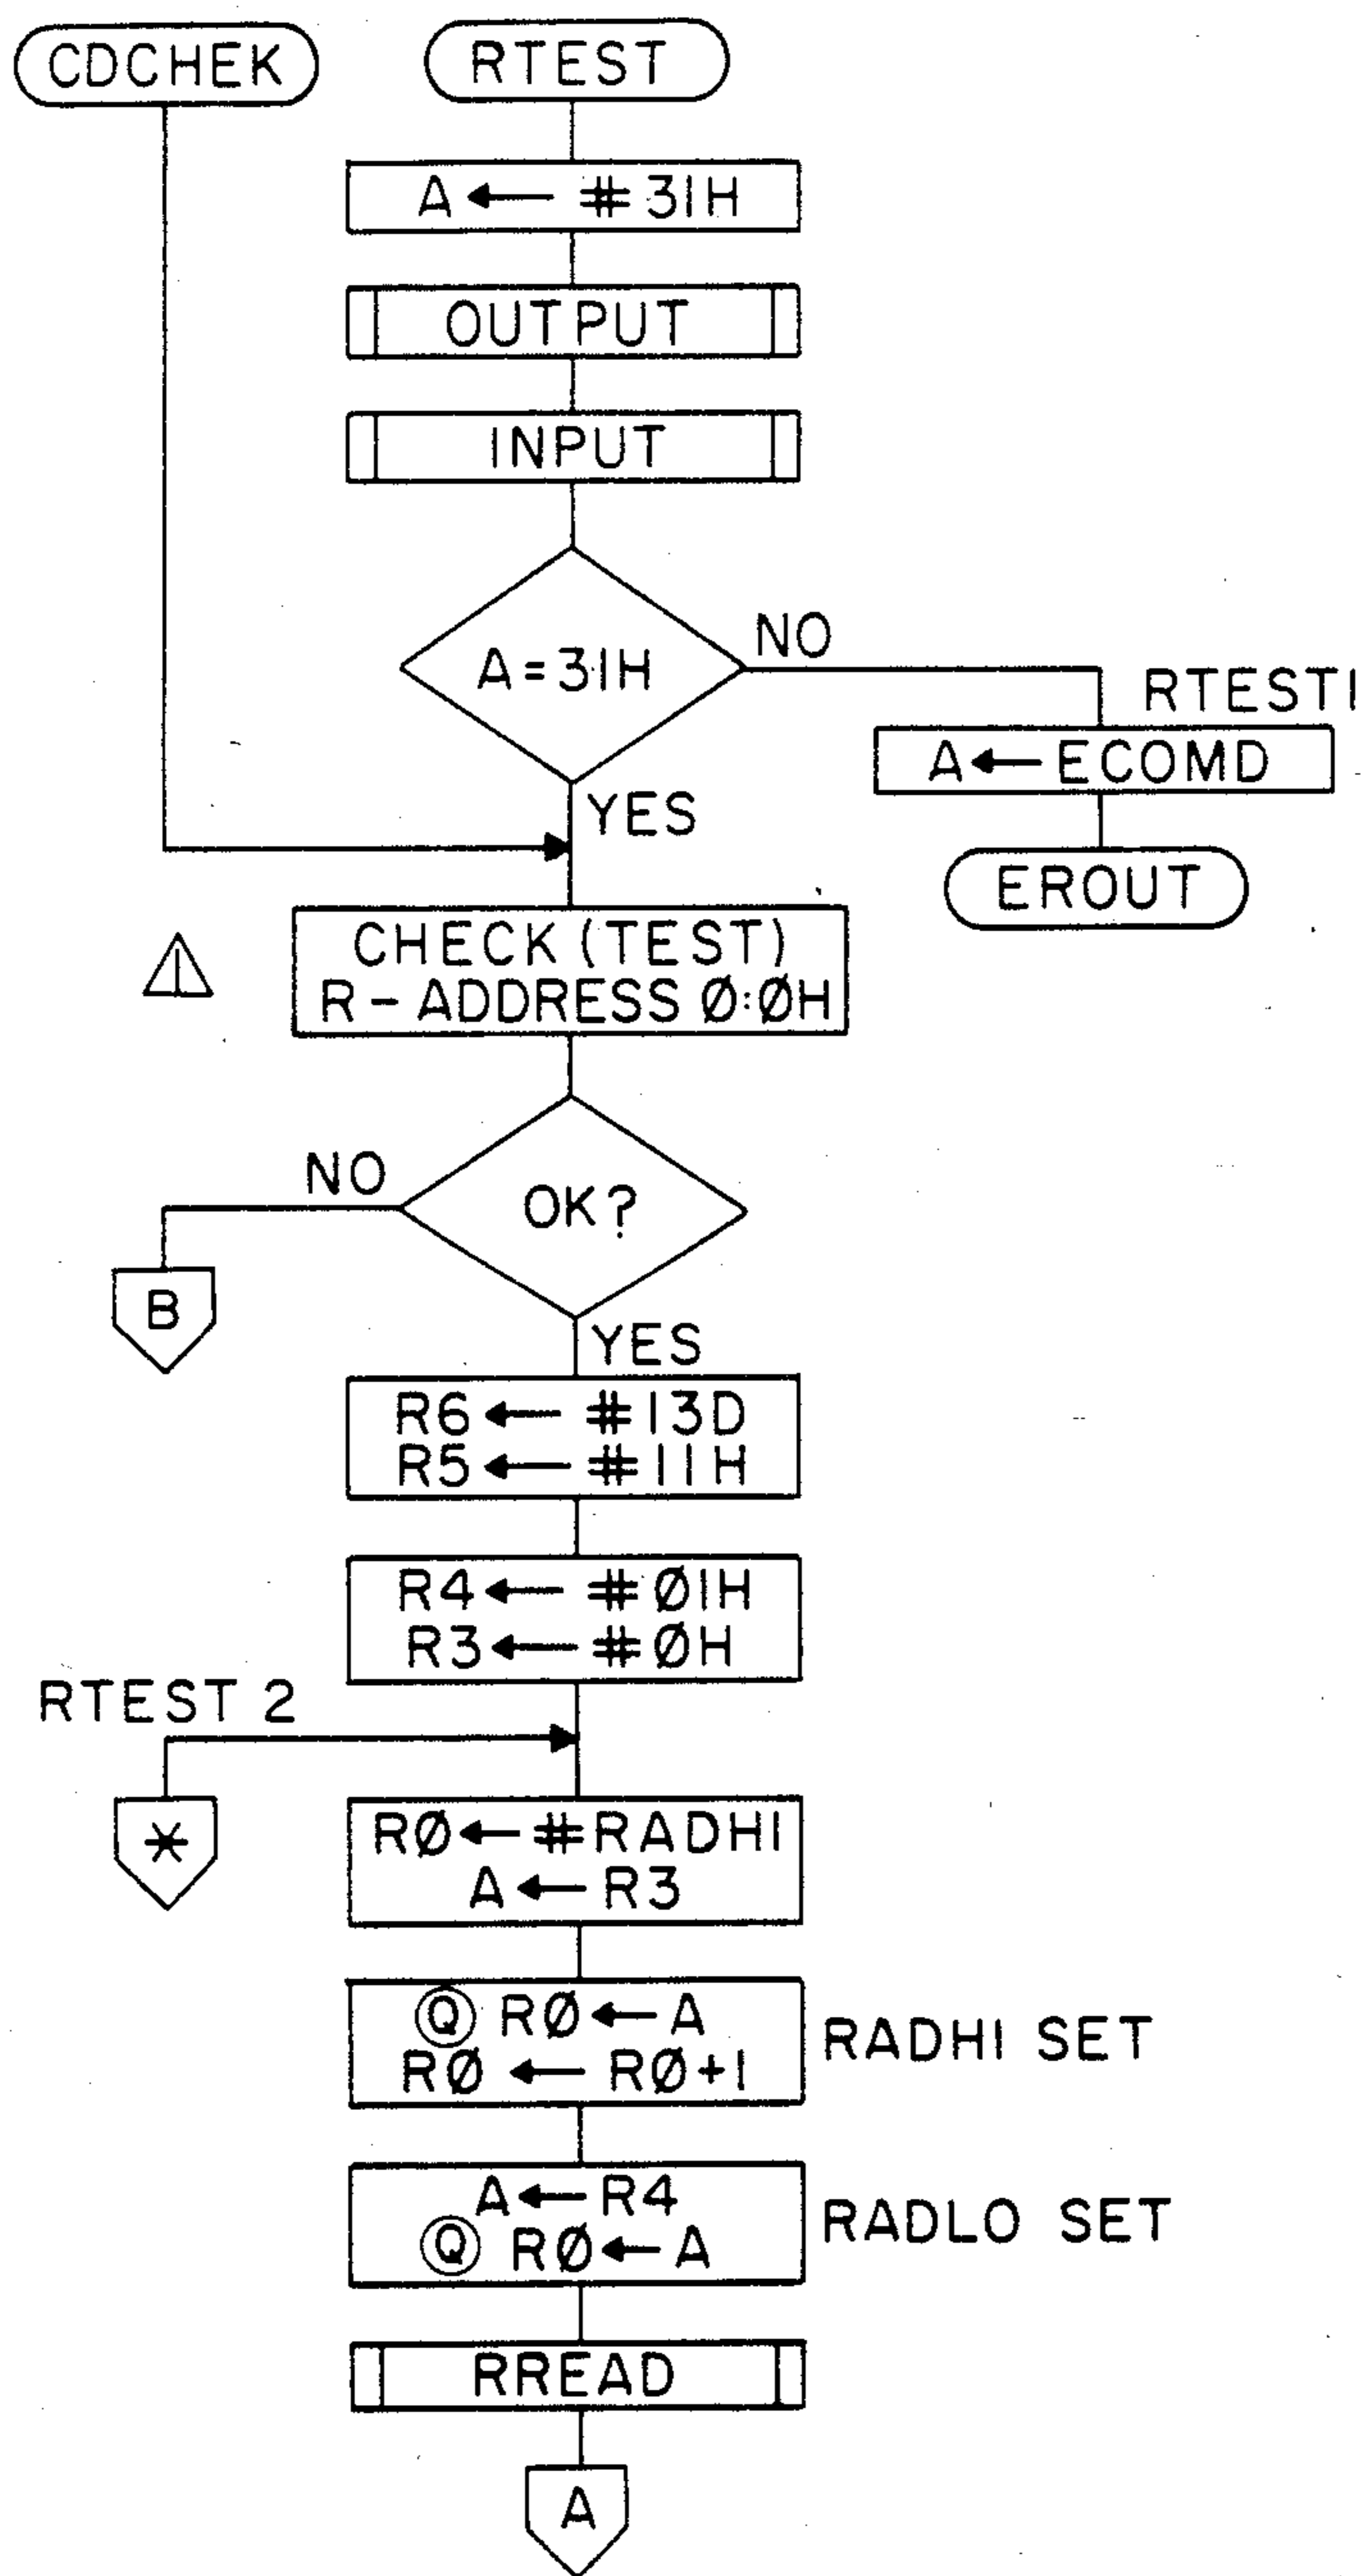 CDCHEK
RTEST
A ← # 31H
OUTPUT
INPUT
A = 31H
NO
RTEST1
A ← ECOMD
EROUT
YES
CHECK (TEST)
R - ADDRESS Ø:ØH
OK?
NO
B
YES
R6 ← # 13D
R5 ← # 11H
R4 ← # Ø1H
R3 ← # ØH
RTEST 2
*
RØ ← # RADHI
A ← R3
Ⓠ RØ ← A
RØ ← RØ+1
RADHI SET
A ← R4
Ⓠ RØ ← A
RADLO SET
RREAD
A